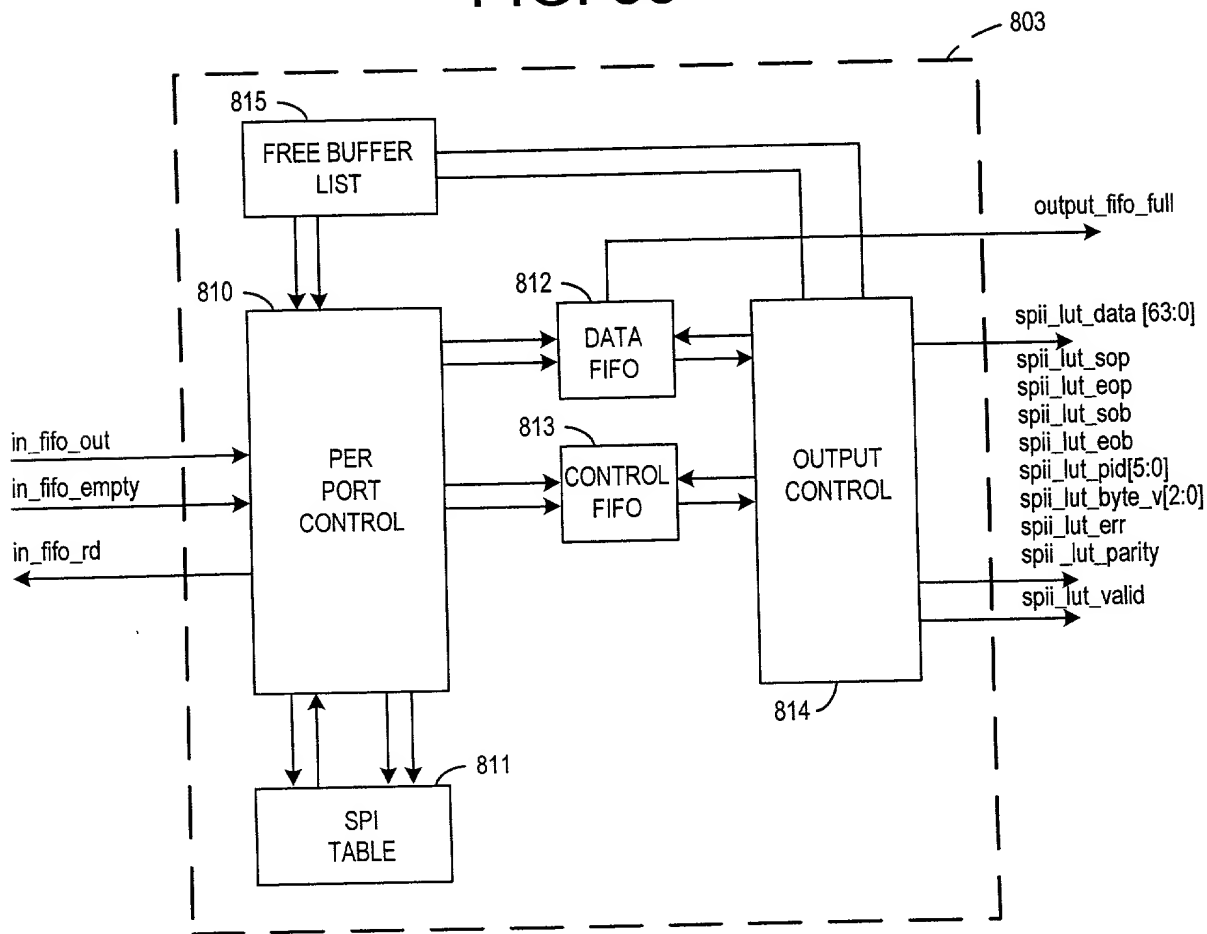 803
815
FREE BUFFER
LIST
output_fifo_full
810
812
DATA
FIFO
spii_lut_data [63:0]
spii_lut_sop
spii_lut_eop
spii_lut_sob
spii_lut_eob
spii_lut_pid[5:0]
spii_lut_byte_v[2:0]
spii_lut_err
spii _lut_parity
spii_lut_valid
in_fifo_out
in_fifo_empty
in_fifo_rd
PER
PORT
CONTROL
813
CONTROL
FIFO
OUTPUT
CONTROL
814
811
SPI
TABLE